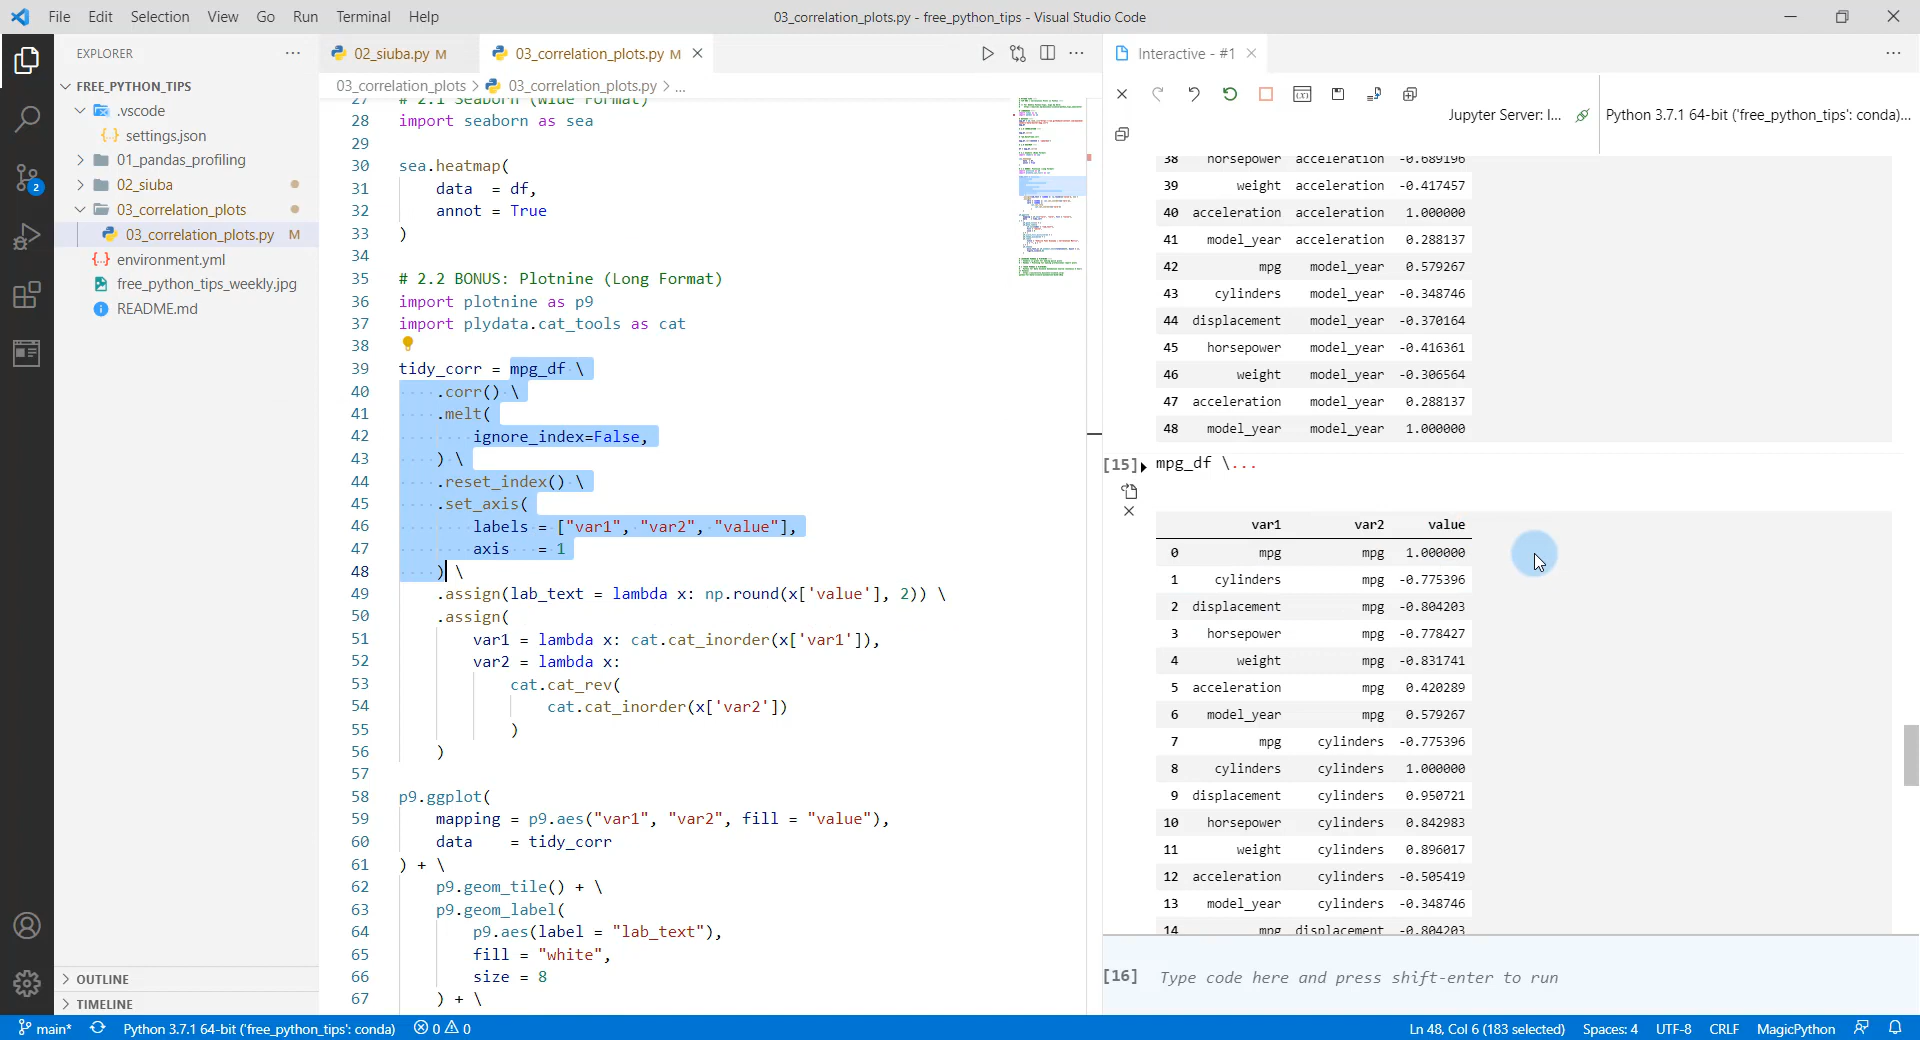 File Edit Selection View Go Run Terminal Help
03_correlation_plots.py - free_python_tips - Visual Studio Code
EXPLORER
FREE_PYTHON_TIPS
.vscode
settings.json
01_pandas_profiling
02_siuba
03_correlation_plots
03_correlation_plots.py M
environment.yml
free_python_tips_weekly.jpg
README.md
OUTLINE
TIMELINE
2
02_siuba.py M
03_correlation_plots.py M
03_correlation_plots > 03_correlation_plots.py > ...
27 # 2.1 Seaborn (Wide Format)
28 import seaborn as sea
29
30 sea.heatmap(
31 data = df,
32 annot = True
33 )
34
35 # 2.2 BONUS: Plotnine (Long Format)
36 import plotnine as p9
37 import plydata.cat_tools as cat
38
39 tidy_corr = mpg_df \
40 .corr() \
41 .melt(
42 ignore_index=False,
43 ) \
44 .reset_index() \
45 .set_axis(
46 labels = ["var1", "var2", "value"],
47 axis = 1
48 ) \
49 .assign(lab_text = lambda x: np.round(x['value'], 2)) \
50 .assign(
51 var1 = lambda x: cat.cat_inorder(x['var1']),
52 var2 = lambda x:
53 cat.cat_rev(
54 cat.cat_inorder(x['var2'])
55 )
56 )
57
58 p9.ggplot(
59 mapping = p9.aes("var1", "var2", fill = "value"),
60 data = tidy_corr
61 ) + \
62 p9.geom_tile() + \
63 p9.geom_label(
64 p9.aes(label = "lab_text"),
65 fill = "white",
66 size = 8
67 ) + \
Interactive - #1
Jupyter Server: l...
Python 3.7.1 64-bit ('free_python_tips': conda)...
38 horsepower acceleration -0.689196
39 weight acceleration -0.417457
40 acceleration acceleration 1.000000
41 model_year acceleration 0.288137
42 mpg model_year 0.579267
43 cylinders model_year -0.348746
44 displacement model_year -0.370164
45 horsepower model_year -0.416361
46 weight model_year -0.306564
47 acceleration model_year 0.288137
48 model_year model_year 1.000000
[15] mpg_df \...
var1 var2 value
0 mpg mpg 1.000000
1 cylinders mpg -0.775396
2 displacement mpg -0.804203
3 horsepower mpg -0.778427
4 weight mpg -0.831741
5 acceleration mpg 0.420289
6 model_year mpg 0.579267
7 mpg cylinders -0.775396
8 cylinders cylinders 1.000000
9 displacement cylinders 0.950721
10 horsepower cylinders 0.842983
11 weight cylinders 0.896017
12 acceleration cylinders -0.505419
13 model_year cylinders -0.348746
14 mpg displacement -0.804203
[16] Type code here and press shift-enter to run
main* Python 3.7.1 64-bit ('free_python_tips': conda) 0 0
Ln 48, Col 6 (183 selected) Spaces: 4 UTF-8 CRLF MagicPython